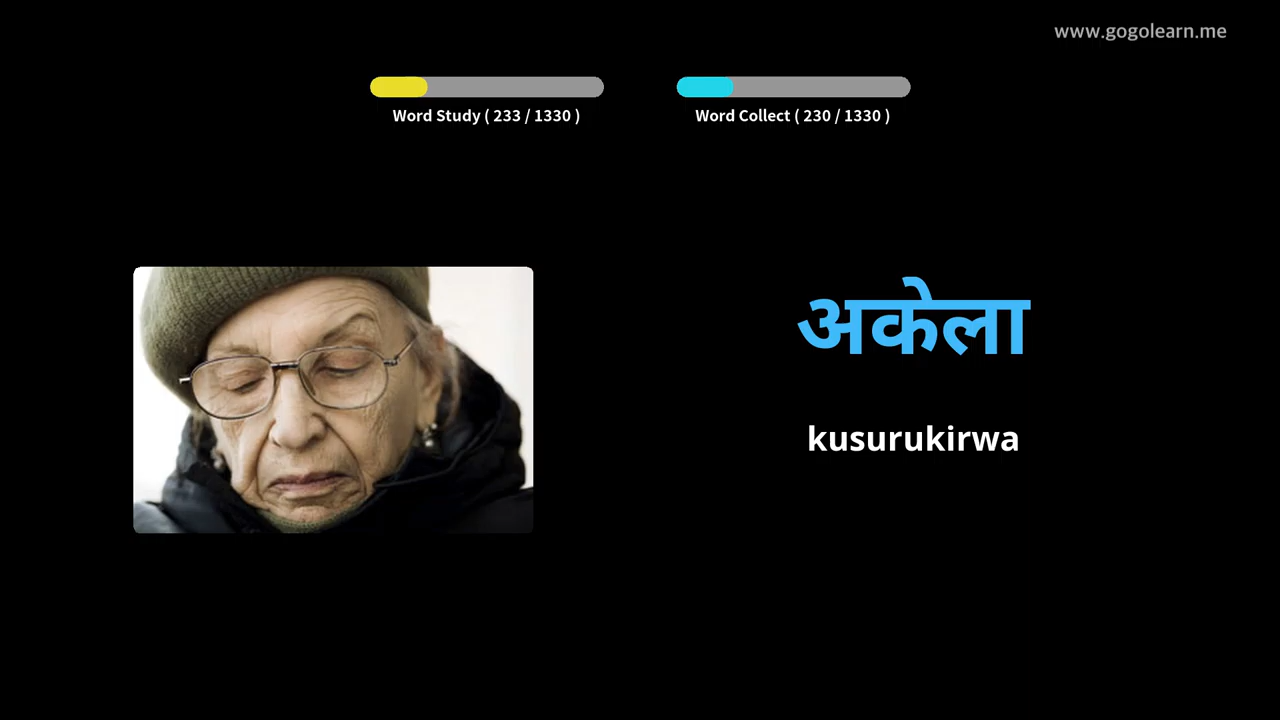 www.gogolearn.me
Word Study ( 233 / 1330 )
Word Collect ( 230 / 1330 )
अकेला
kusurukirwa